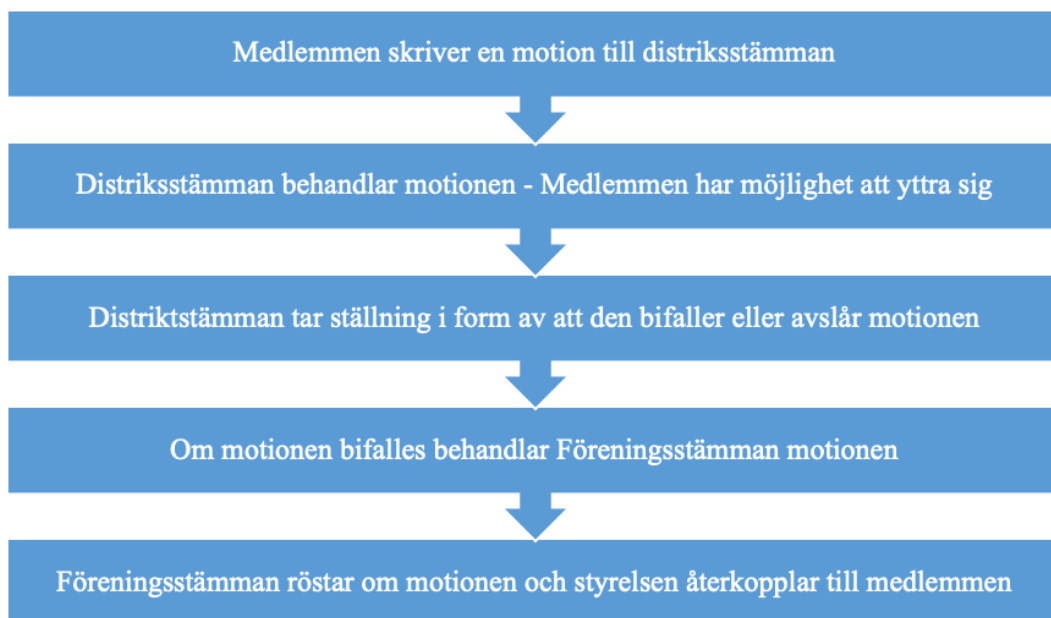 Medlemmen skriver en motion till distriksstämman
Distriksstämman behandlar motionen - Medlemmen har möjlighet att yttra sig
Distriktstämman tar ställning i form av att den bifaller eller avslår motionen
Om motionen bifalles behandlar Föreningsstämman motionen
Föreningsstämman röstar om motionen och styrelsen återkopplar till medlemmen